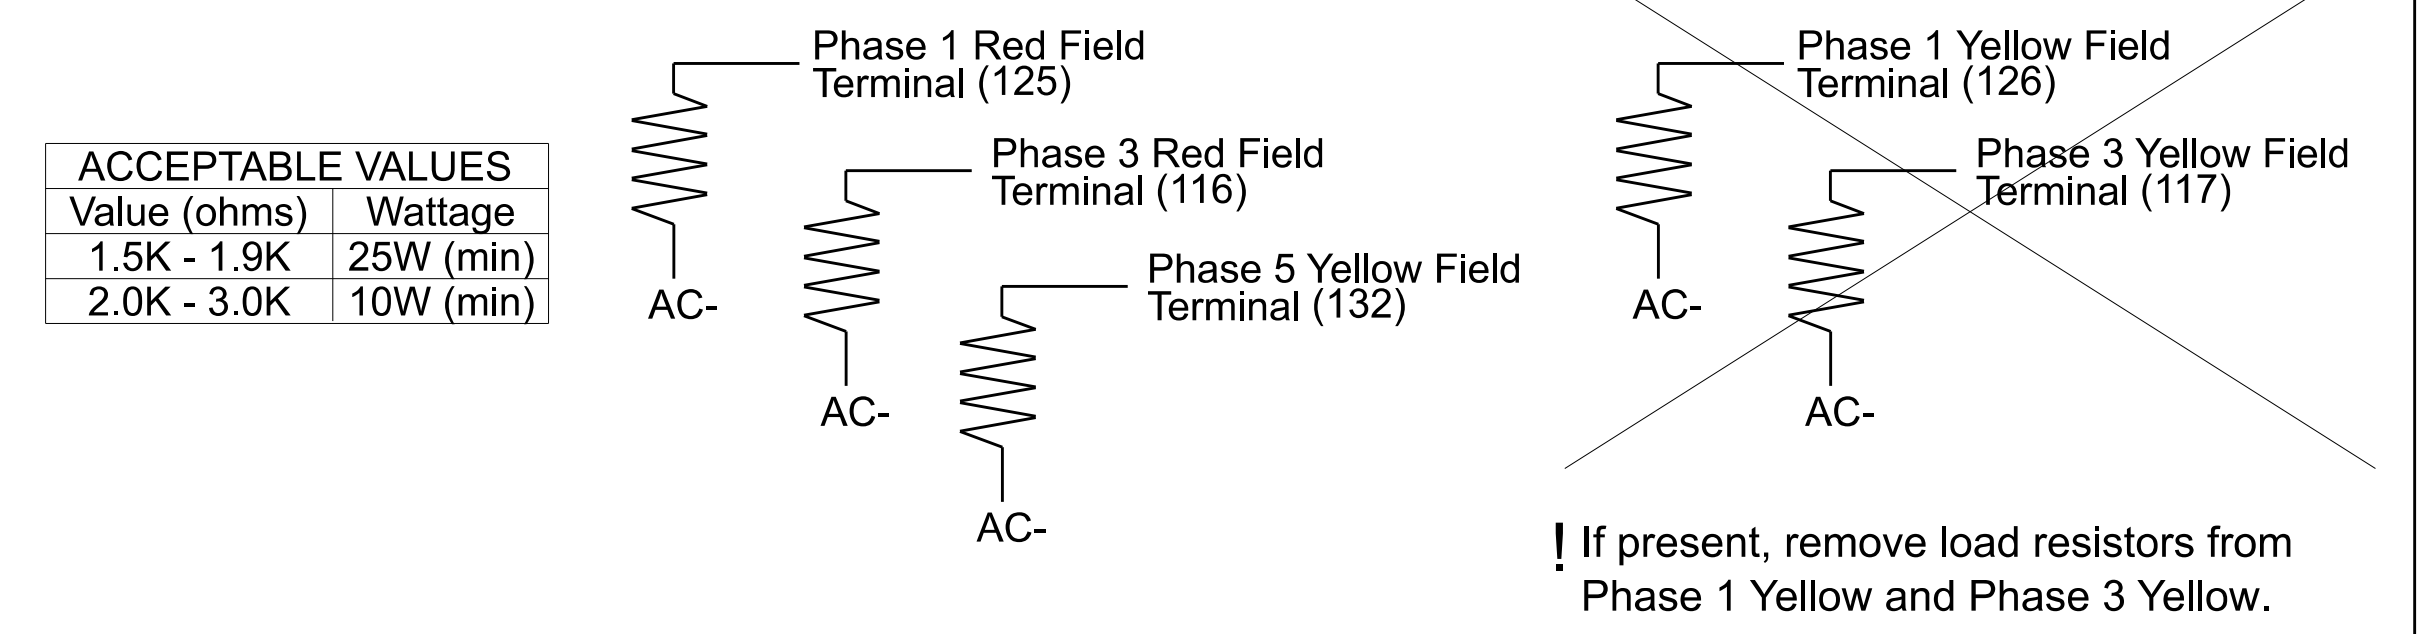 ACCEPTABLE VALUES
Value (ohms) Wattage
1.5K - 1.9K 25W (min)
2.0K - 3.0K 10W (min)
Phase 1 Red Field
Terminal (125)
AC-
Phase 3 Red Field
Terminal (116)
AC-
Phase 5 Yellow Field
Terminal (132)
AC-
Phase 1 Yellow Field
Terminal (126)
AC-
Phase 3 Yellow Field
Terminal (117)
AC-
! If present, remove load resistors from
Phase 1 Yellow and Phase 3 Yellow.